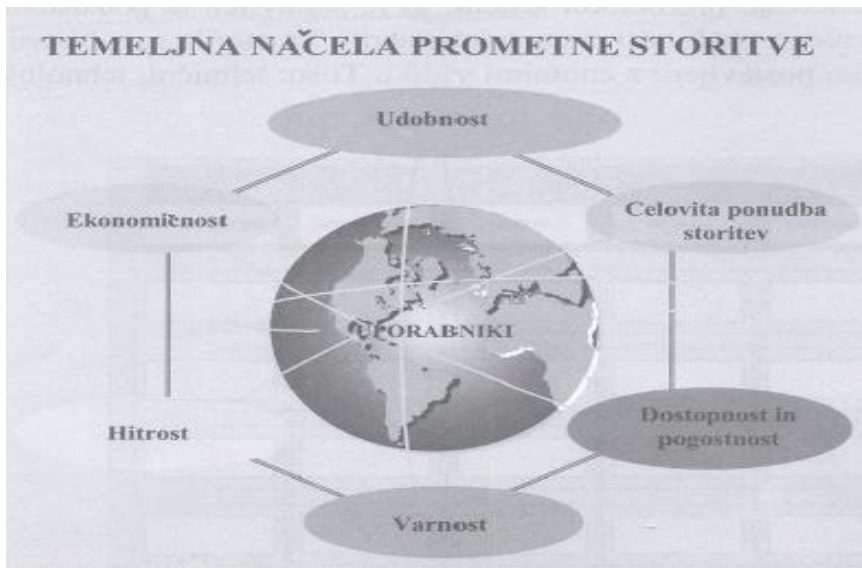 TEMELJNA NAČELA PROMETNE STORITVE
Udobnost
Ekonomičnost
Celovita ponudba
storitev
UPORABNIKI
Hitrost
Dostopnost in
pogostnost
Varnost